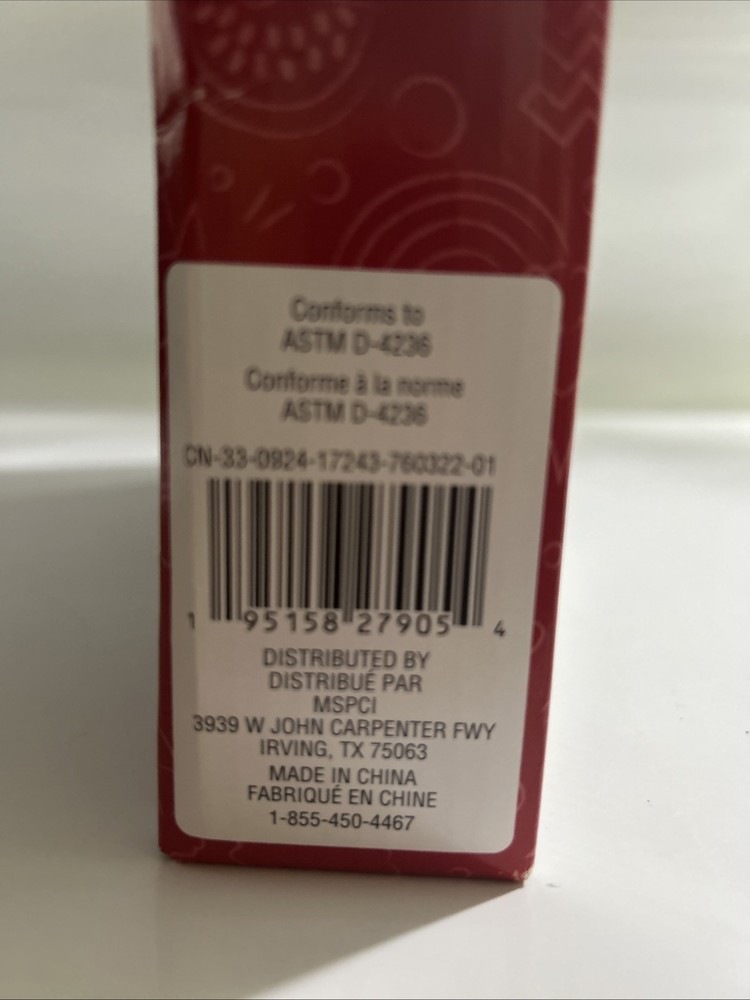 Conforms to
ASTM D-4236
Conforme à la norme
ASTM D-4236
CN-33-0924-17243-760322-01
1 95158 27905 4
DISTRIBUTED BY
DISTRIBUÉ PAR
MSPCI
3939 W JOHN CARPENTER FWY
IRVING, TX 75063
MADE IN CHINA
FABRIQUÉ EN CHINE
1-855-450-4467